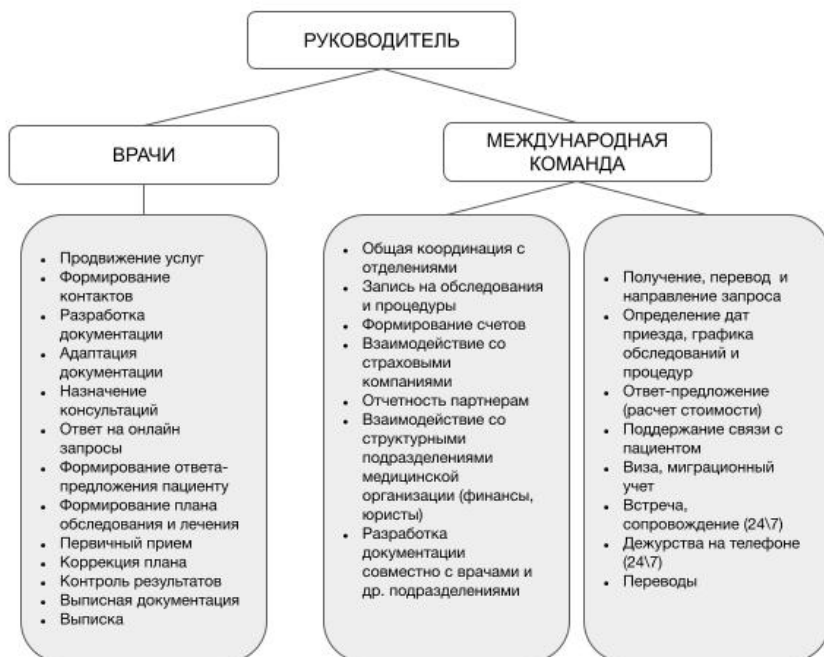 РУКОВОДИТЕЛЬ
ВРАЧИ
МЕЖДУНАРОДНАЯ
КОМАНДА
• Продвижение услуг
• Формирование
контактов
• Разработка
документации
• Адаптация
документации
• Назначение
консультаций
• Ответ на онлайн
запросы
• Формирование ответа-
предложения пациенту
• Формирование плана
обследования и лечения
• Первичный прием
• Коррекция плана
• Контроль результатов
• Выписная документация
• Выписка
• Общая координация с
отделениями
• Запись на обследования
и процедуры
• Формирование счетов
• Взаимодействие со
страховыми
компаниями
• Отчетность партнерам
• Взаимодействие со
структурными
подразделениями
медицинской
организации (финансы,
юристы)
• Разработка
документации
совместно с врачами и
др. подразделениями
• Получение, перевод и
направление запроса
• Определение дат
приезда, графика
обследований и
процедур
• Ответ-предложение
(расчет стоимости)
• Поддержание связи с
пациентом
• Виза, миграционный
учет
• Встреча,
сопровождение (24\7)
• Дежурства на телефоне
(24\7)
• Переводы